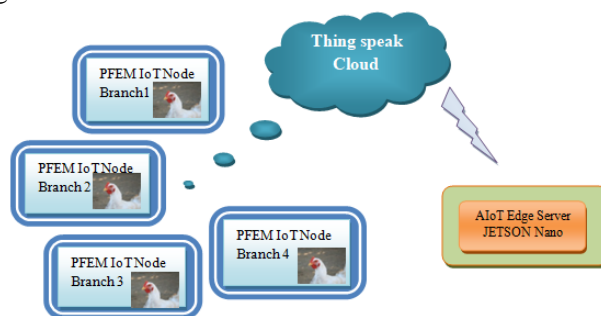 Thing speak
Cloud
PFEM IoT Node
Branch1
PFEM IoT Node
Branch 2
PFEM IoT Node
Branch 4
PFEM IoT Node
Branch 3
AIoT Edge Server
JETSON Nano